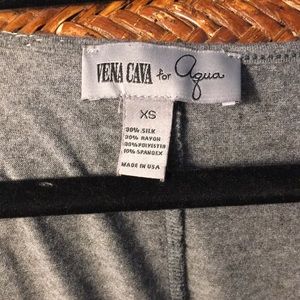 VENA CAVA for Aqua
XS
30% SILK
30% RAYON
30% POLYESTER
10% SPANDEX
MADE IN USA